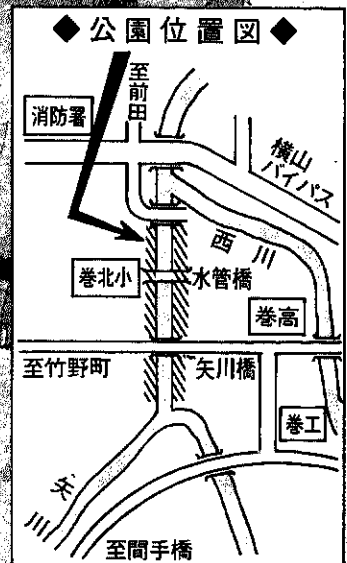 ◆公園位置図◆
至前田
消防署
横山
バイパス
西川
巻北小
水管橋
巻高
至竹野町
矢川橋
巻工
矢川
至間手橋